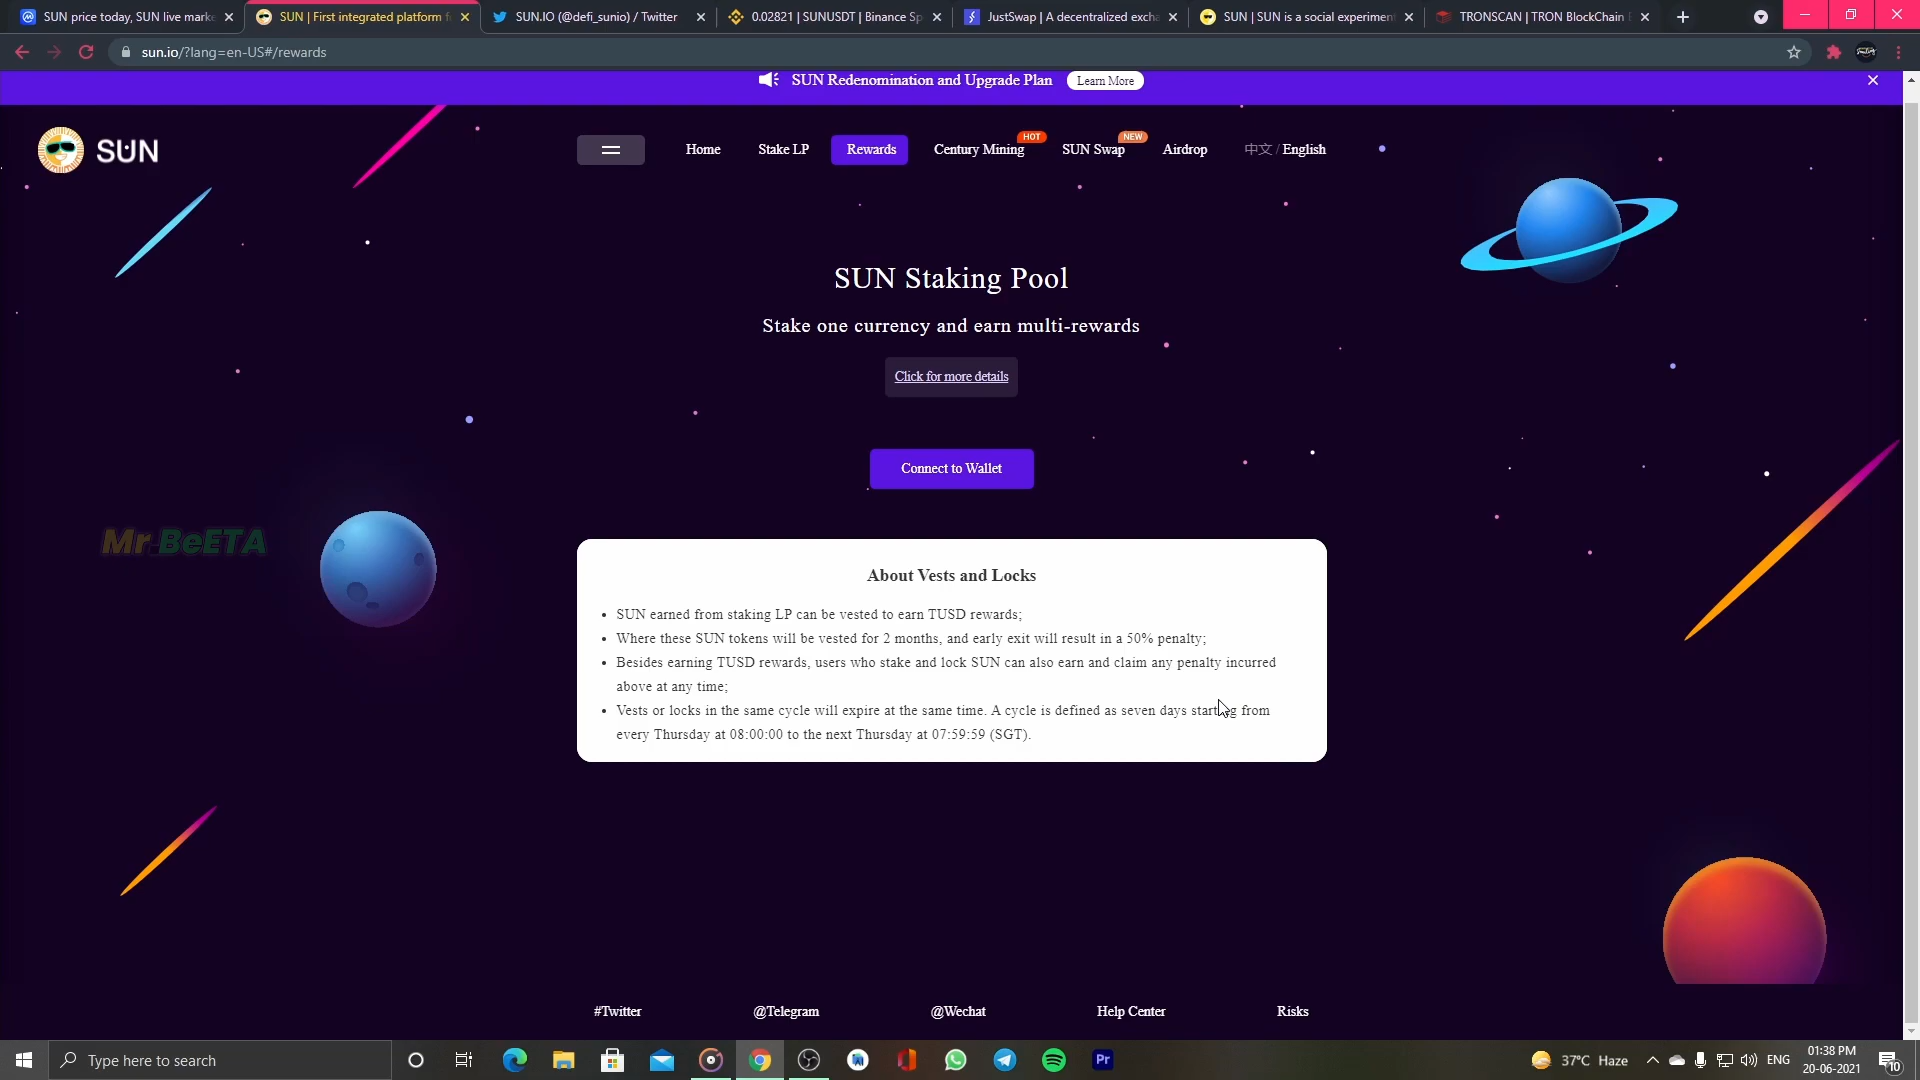 SUN price today, SUN live marke
SUN | First integrated platform f
SUN.IO (@defi_sunio) / Twitter
0.02821 | SUNUSDT | Binance Sp
JustSwap | A decentralized excha
SUN | SUN is a social experiment
TRONSCAN | TRON BlockChain
sun.io/?lang=en-US#/rewards
SUN Redenomination and Upgrade Plan Learn More
SUN
Home
Stake LP
Rewards
Century Mining HOT
SUN Swap NEW
Airdrop
中文 / English
SUN Staking Pool
Stake one currency and earn multi-rewards
Click for more details
Connect to Wallet
Mr.BeETA
About Vests and Locks
• SUN earned from staking LP can be vested to earn TUSD rewards;
• Where these SUN tokens will be vested for 2 months, and early exit will result in a 50% penalty;
• Besides earning TUSD rewards, users who stake and lock SUN can also earn and claim any penalty incurred
above at any time;
• Vests or locks in the same cycle will expire at the same time. A cycle is defined as seven days starting from
every Thursday at 08:00:00 to the next Thursday at 07:59:59 (SGT).
#Twitter
@Telegram
@Wechat
Help Center
Risks
Type here to search
Pr
37°C Haze
ENG
01:38 PM
20-06-2021
10